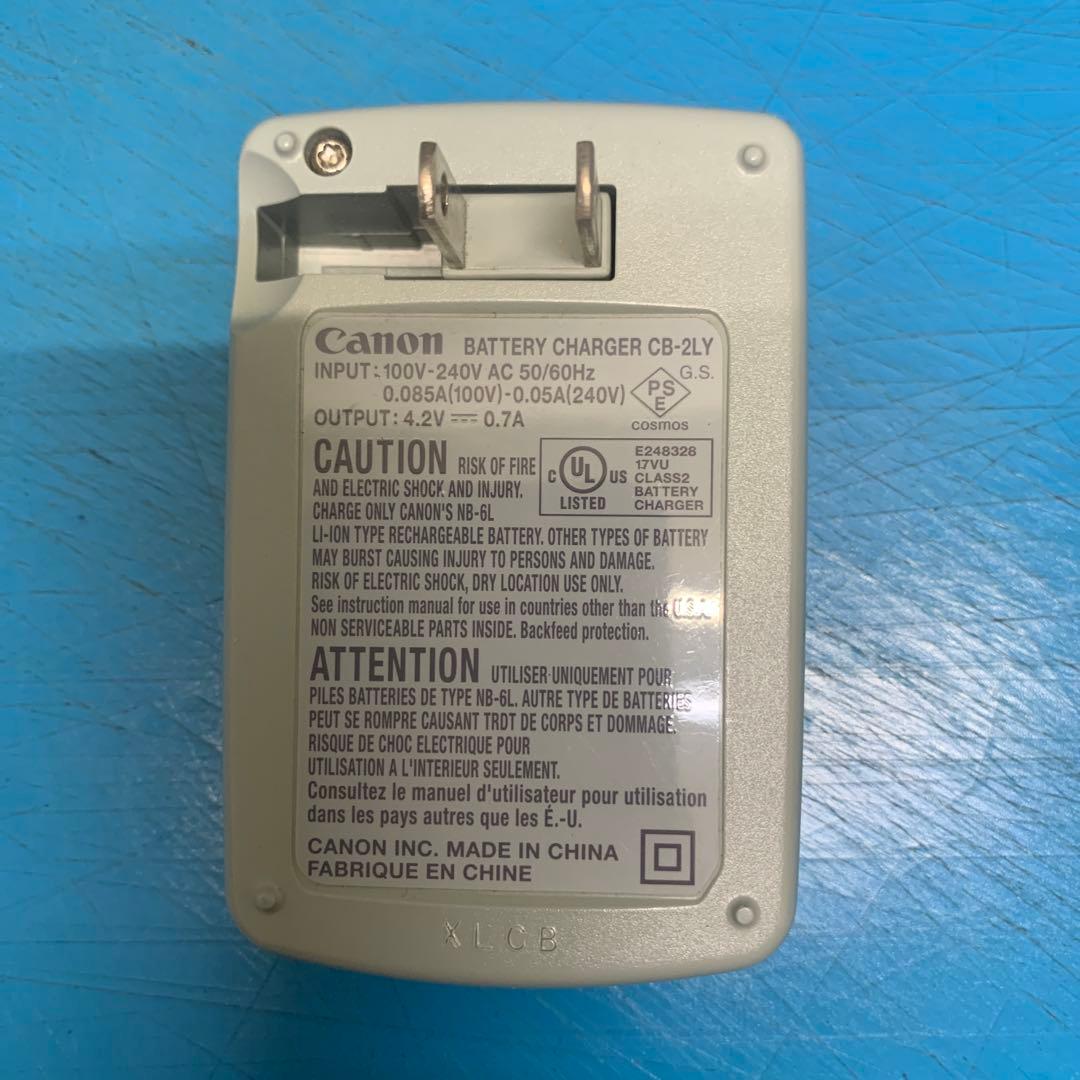 Canon BATTERY CHARGER CB-2LY
INPUT: 100V-240V AC 50/60Hz
0.085A(100V)-0.05A(240V)
OUTPUT: 4.2V ⎓ 0.7A
PS
E
G.S.
COSMOS
CAUTION RISK OF FIRE
AND ELECTRIC SHOCK AND INJURY.
CHARGE ONLY CANON'S NB-6L
C UL US
LISTED
E248328
17VU
CLASS2
BATTERY
CHARGER
LI-ION TYPE RECHARGEABLE BATTERY. OTHER TYPES OF BATTERY
MAY BURST CAUSING INJURY TO PERSONS AND DAMAGE.
RISK OF ELECTRIC SHOCK, DRY LOCATION USE ONLY.
See instruction manual for use in countries other than the U.S.A.
NON SERVICEABLE PARTS INSIDE. Backfeed protection.
ATTENTION UTILISER UNIQUEMENT POUR
PILES BATTERIES DE TYPE NB-6L. AUTRE TYPE DE BATTERIES
PEUT SE ROMPRE CAUSANT TRDT DE CORPS ET DOMMAGE.
RISQUE DE CHOC ELECTRIQUE POUR
UTILISATION A L'INTERIEUR SEULEMENT.
Consultez le manuel d'utilisateur pour utilisation
dans les pays autres que les É.-U.
CANON INC. MADE IN CHINA
FABRIQUE EN CHINE
XLCB